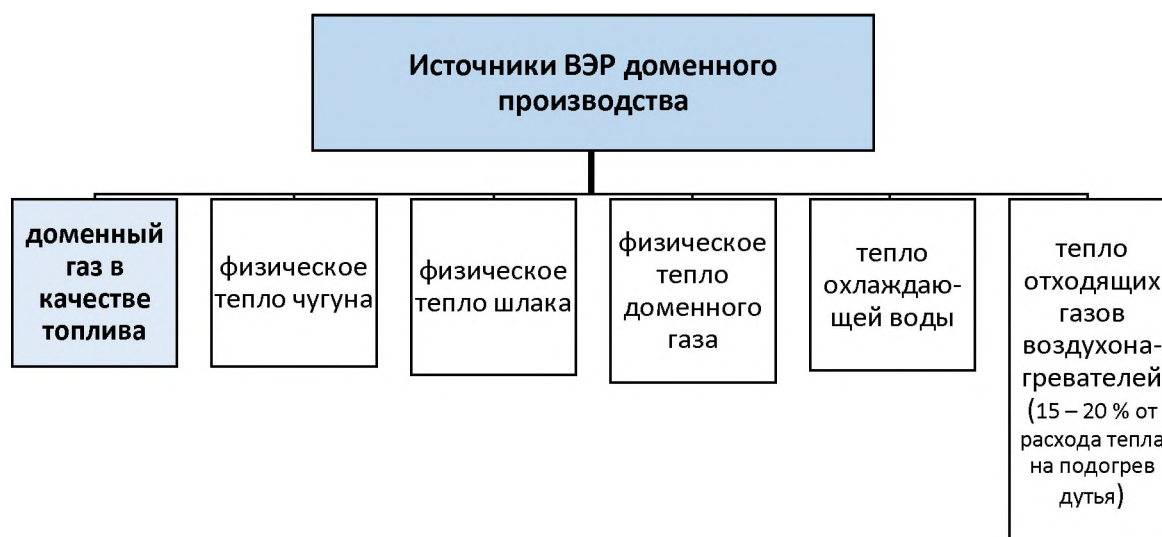 Источники ВЭР доменного
производства
доменный
газ в
качестве
топлива
физическое
тепло чугуна
физическое
тепло шлака
физическое
тепло
доменного
газа
тепло
охлаждаю-
щей воды
тепло
отходящих
газов
воздухона-
гревателей
(15 – 20 % от
расхода тепла
на подогрев
дутья)